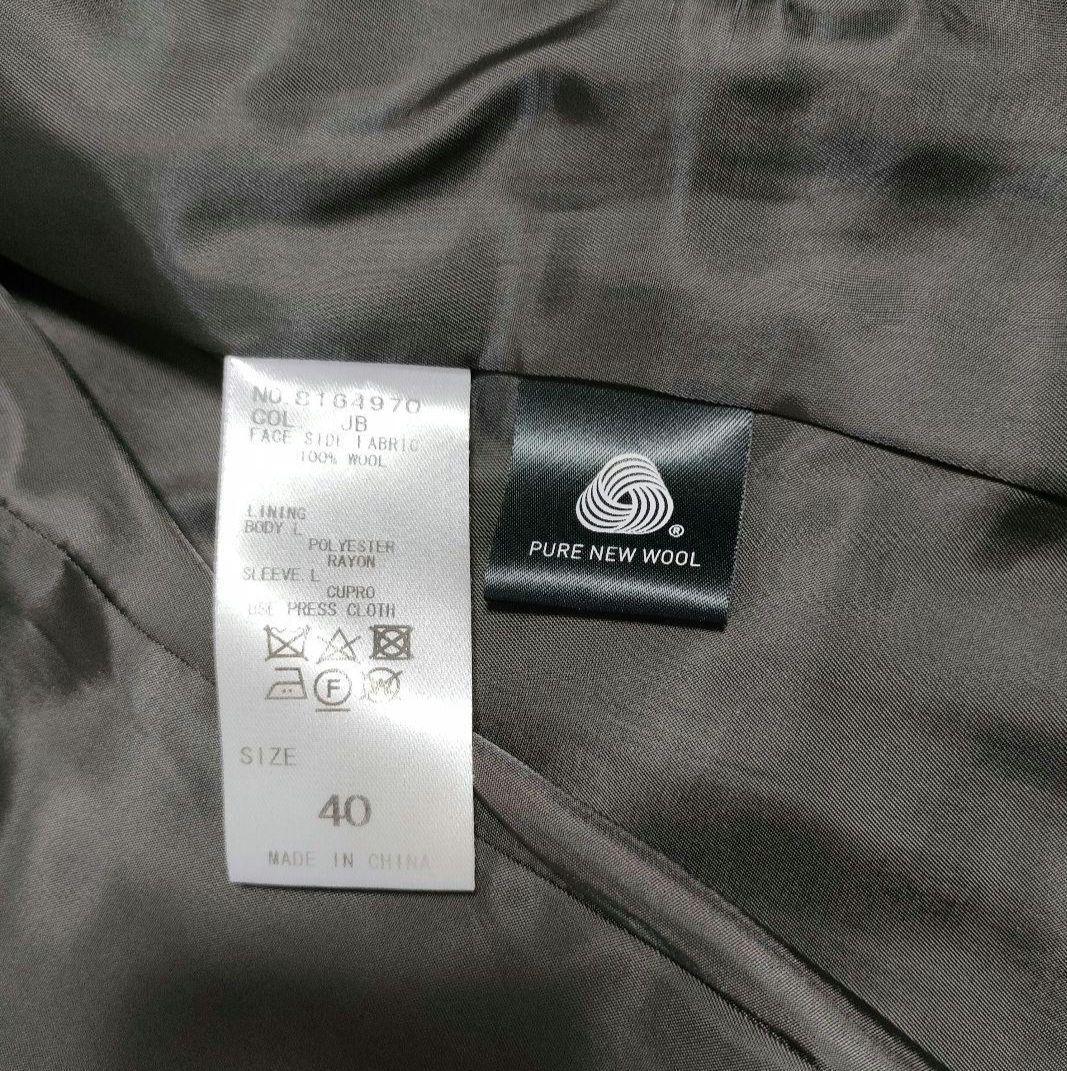 NO. 8164970
COL JB
FACE SIDE FABRIC
100% WOOL
LINING
BODY L
POLYESTER
RAYON
SLEEVE L
CUPRO
USE PRESS CLOTH
F
W
SIZE
40
MADE IN CHINA
®
PURE NEW WOOL